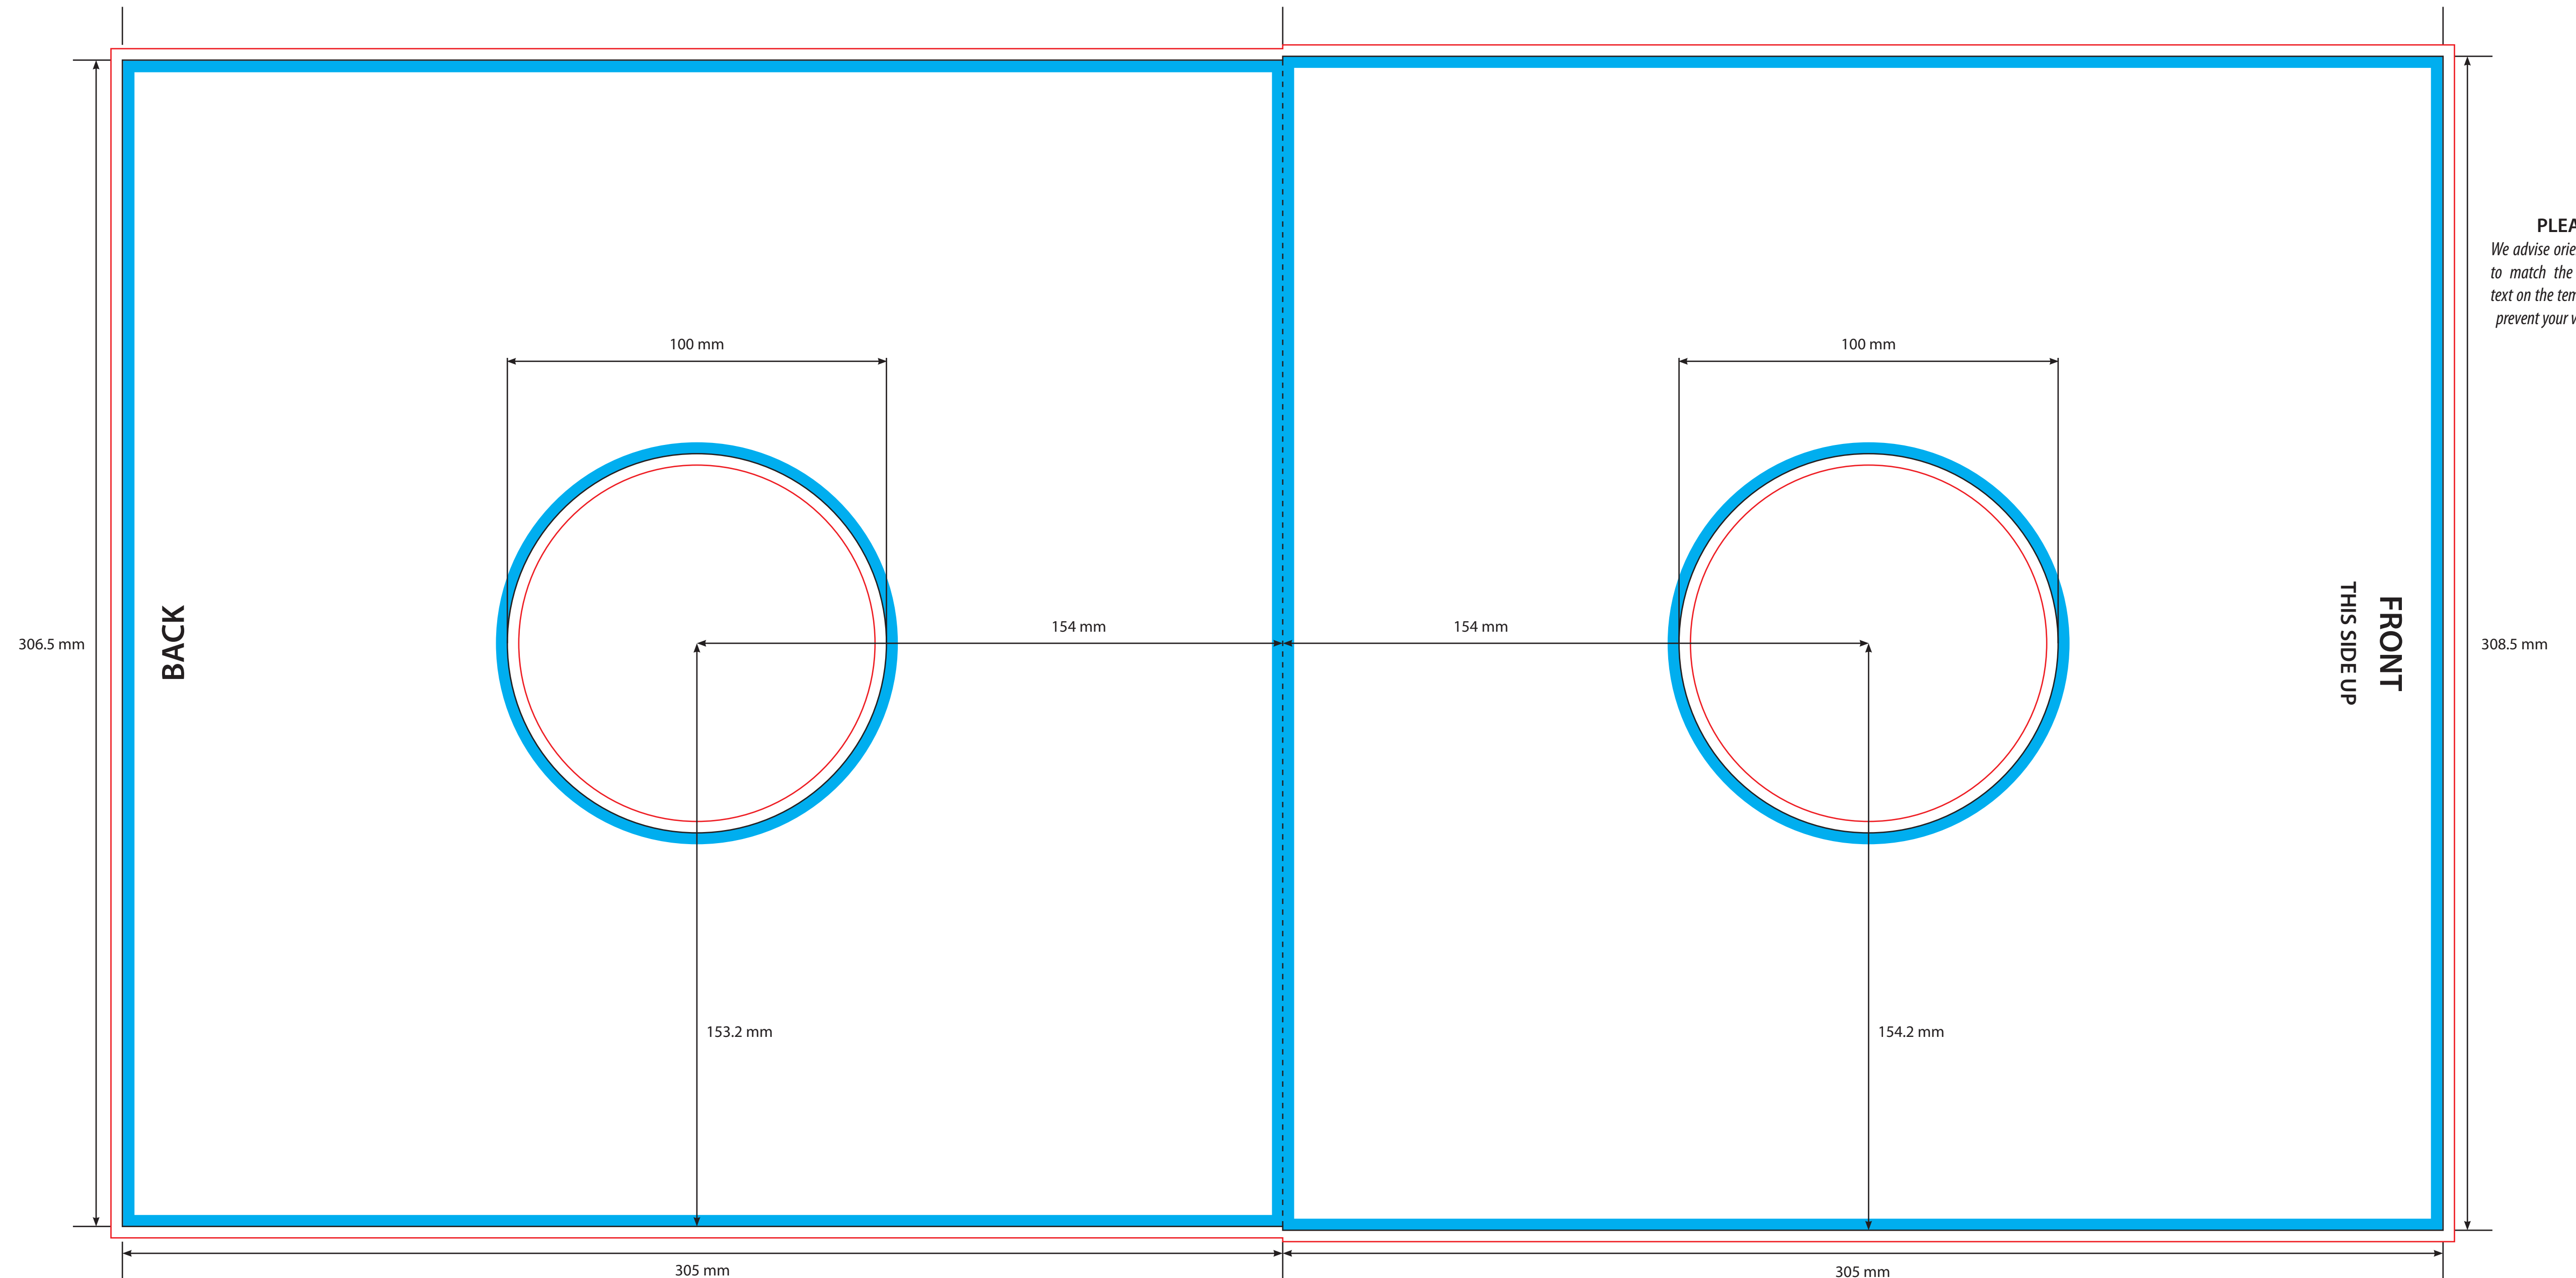 PLEA
We advise orie
to match the
text on the tem
prevent your v
100 mm
100 mm
BACK
306.5 mm
154 mm
154 mm
THIS SIDE UP
FRONT
308.5 mm
153.2 mm
154.2 mm
305 mm
305 mm